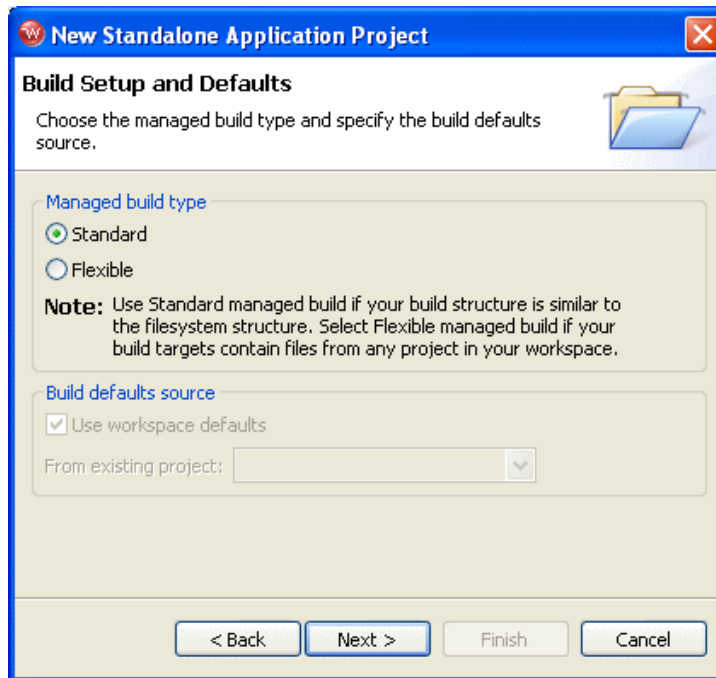 New Standalone Application Project
Build Setup and Defaults
Choose the managed build type and specify the build defaults
source.
Managed build type
Standard
Flexible
Note: Use Standard managed build if your build structure is similar to
the filesystem structure. Select Flexible managed build if your
build targets contain files from any project in your workspace.
Build defaults source
Use workspace defaults
From existing project:
< Back Next > Finish Cancel